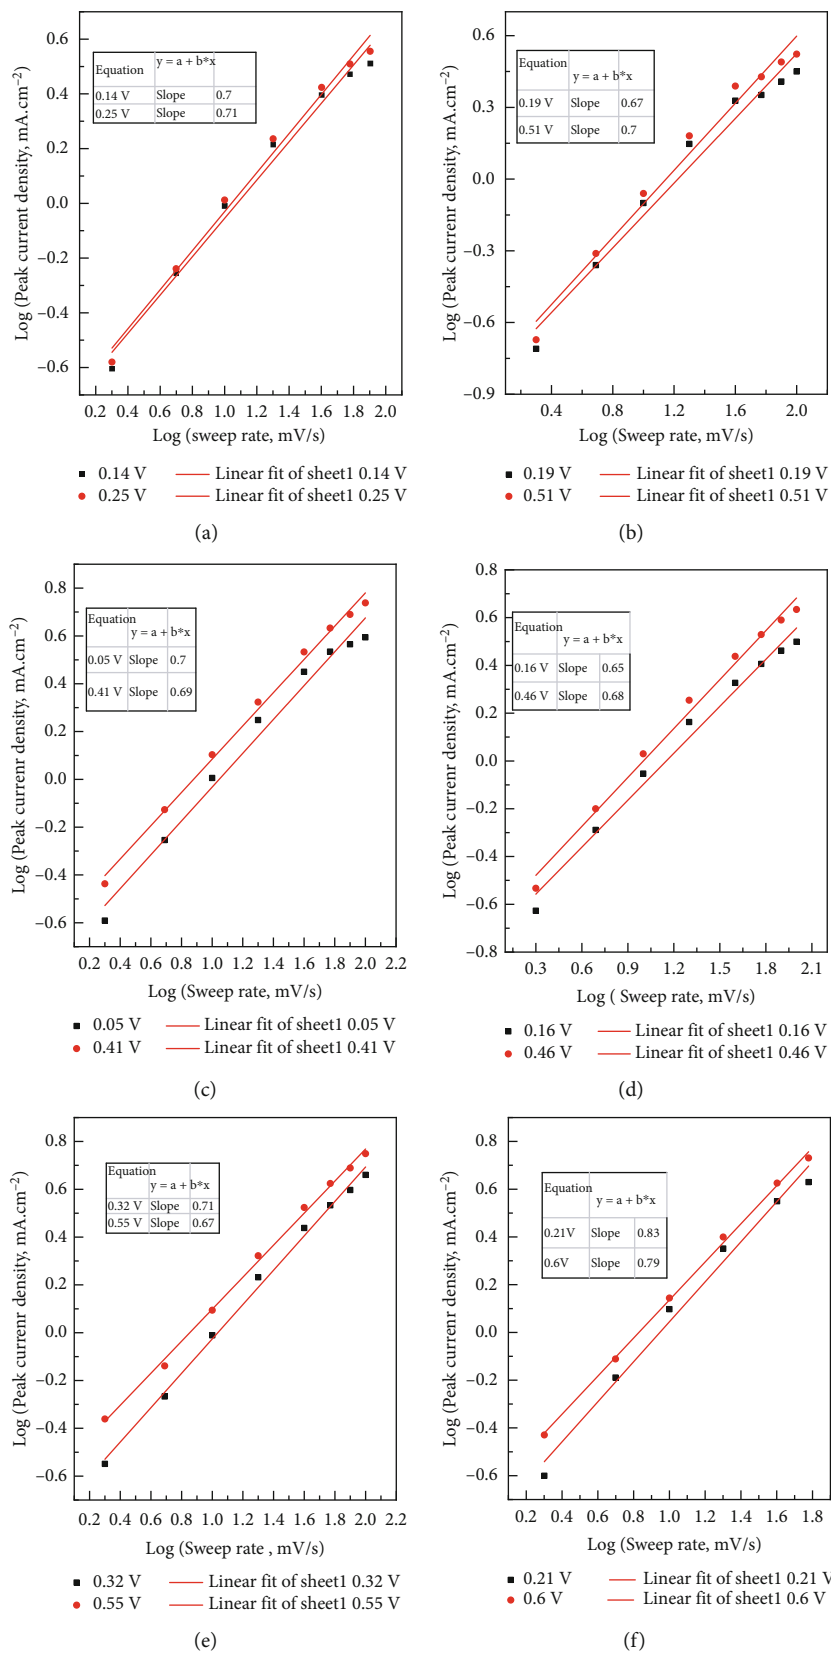 Log (Peak currenr density, mA.cm−2)
0.6
0.4
0.2
0.0
−0.2
−0.4
−0.6
Equation y = a + b*x
0.14 V Slope 0.7
0.25 V Slope 0.71
0.2 0.4 0.6 0.8 1.0 1.2 1.4 1.6 1.8 2.0
Log (sweep rate, mV/s)
0.14 V Linear fit of sheet1 0.14 V
0.25 V Linear fit of sheet1 0.25 V
(a)
Log (Peak currenr density, mA.cm−2)
0.6
0.3
0.0
−0.3
−0.6
−0.9
Equation y = a + b*x
0.19 V Slope 0.67
0.51 V Slope 0.7
0.4 0.8 1.2 1.6 2.0
Log (Sweep rate, mV/s)
0.19 V Linear fit of sheet1 0.19 V
0.51 V Linear fit of sheet1 0.51 V
(b)
Log (Peak currenr density, mA.cm−2)
0.8
0.6
0.4
0.2
0.0
−0.2
−0.4
−0.6
Equation y = a + b*x
0.05 V Slope 0.7
0.41 V Slope 0.69
0.2 0.4 0.6 0.8 1.0 1.2 1.4 1.6 1.8 2.0 2.2
Log (Sweep rate, mV/s)
0.05 V Linear fit of sheet1 0.05 V
0.41 V Linear fit of sheet1 0.41 V
(c)
Log (Peak currenr density, mA.cm−2)
0.8
0.6
0.4
0.2
0.0
−0.2
−0.4
−0.6
−0.8
Equation y = a + b*x
0.16 V Slope 0.65
0.46 V Slope 0.68
0.3 0.6 0.9 1.2 1.5 1.8 2.1
Log ( Sweep rate, mV/s)
0.16 V Linear fit of sheet1 0.16 V
0.46 V Linear fit of sheet1 0.46 V
(d)
Log (Peak currenr density, mA.cm−2)
0.8
0.6
0.4
0.2
0.0
−0.2
−0.4
−0.6
Equation y = a + b*x
0.32 V Slope 0.71
0.55 V Slope 0.67
0.2 0.4 0.6 0.8 1.0 1.2 1.4 1.6 1.8 2.0 2.2
Log (Sweep rate , mV/s)
0.32 V Linear fit of sheet1 0.32 V
0.55 V Linear fit of sheet1 0.55 V
(e)
Log (Peak currenr density, mA.cm−2)
0.8
0.6
0.4
0.2
0.0
−0.2
−0.4
−0.6
Equation y = a + b*x
0.21V Slope 0.83
0.6V Slope 0.79
0.2 0.4 0.6 0.8 1.0 1.2 1.4 1.6 1.8
Log (Sweep rate, mV/s)
0.21 V Linear fit of sheet1 0.21 V
0.6 V Linear fit of sheet1 0.6 V
(f)